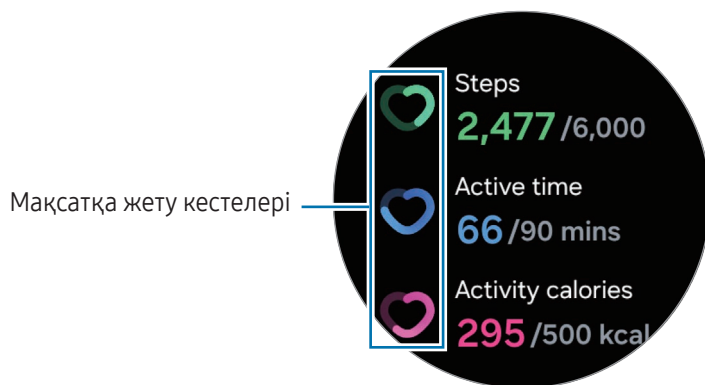 Steps
2,477 /6,000
Мақсатқа жету кестелері
Active time
66 /90 mins
Activity calories
295 /500 kcal